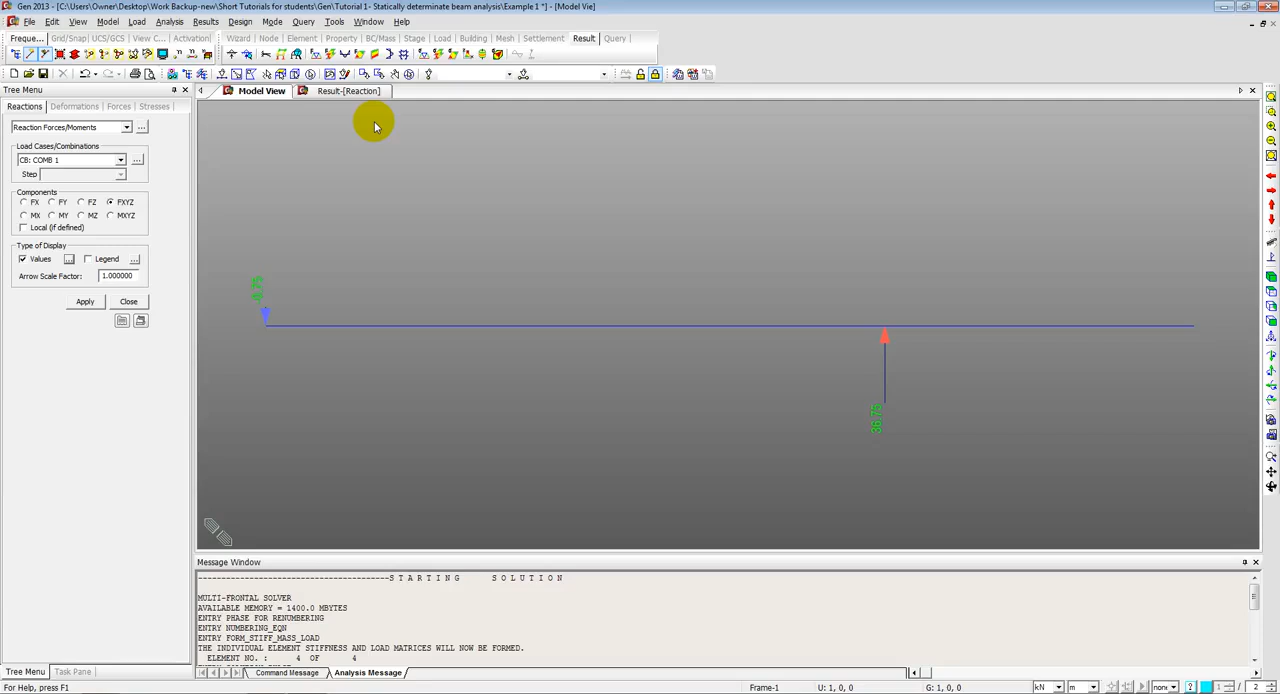 Gen 2013 - [C:\Users\Owner\Desktop\Work Backup-new\Short Tutorials for students\Gen\Tutorial 1- Statically determinate beam analysis\Example 1 *] - [Model Vie]
File Edit View Model Load Analysis Results Design Mode Query Tools Window Help
Freque... Grid/Snap UCS/GCS View C... Activation Wizard Node Element Property BC/Mass Stage Load Building Mesh Settlement Result Query
Tree Menu
Model View Result-[Reaction]
Reactions Deformations Forces Stresses
Reaction Forces/Moments ...
Load Cases/Combinations
CB: COMB 1 ...
Step
Components
FX FY FZ FXYZ
MX MY MZ MXYZ
Local (if defined)
Type of Display
Values ... Legend ...
Arrow Scale Factor: 1.000000
Apply Close
38.75
Message Window
STARTING SOLUTION
MULTI-FRONTAL SOLVER
AVAILABLE MEMORY = 1400.0 MBYTES
ENTRY PHASE FOR RENUMBERING
ENTRY NUMBERING_EQN
ENTRY FORM_STIFF_MASS_LOAD
THE INDIVIDUAL ELEMENT STIFFNESS AND LOAD MATRICES WILL NOW BE FORMED.
ELEMENT NO. : 4 OF 4
Tree Menu Task Pane
Command Message Analysis Message
For Help, press F1
Frame-1 U: 1, 0, 0 G: 1, 0, 0 kN m none ? 1 / 2